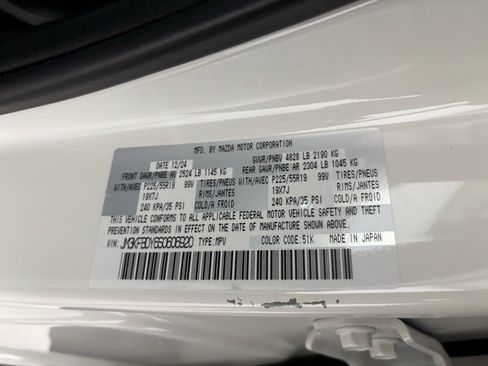 MFD. BY MAZDA MOTOR CORPORATION
DATE 12/24 GVWR/PNBV 4828 LB 2190 KG
FRONT GAWR/PNBE AV 2524 LB 1145 KG REAR GAWR/PNBE AR 2304 LB 1045 KG
WITH/AVEC P225/55R19 99V TIRES/PNEUS WITH/AVEC P225/55R19 99V TIRES/PNEUS
19X7J RIMS/JANTES 19X7J RIMS/JANTES
240 KPA/35 PSI COLD/A FROID 240 KPA/35 PSI COLD/A FROID
THIS VEHICLE CONFORMS TO ALL APPLICABLE FEDERAL MOTOR VEHICLE SAFETY AND THEFT
PREVENTION STANDARDS IN EFFECT ON THE DATE OF MANUFACTURE SHOWN ABOVE.
VIN: JM3KFBDY6S0606920 TYPE:MPV COLOR CODE:51K MADE IN JAPAN